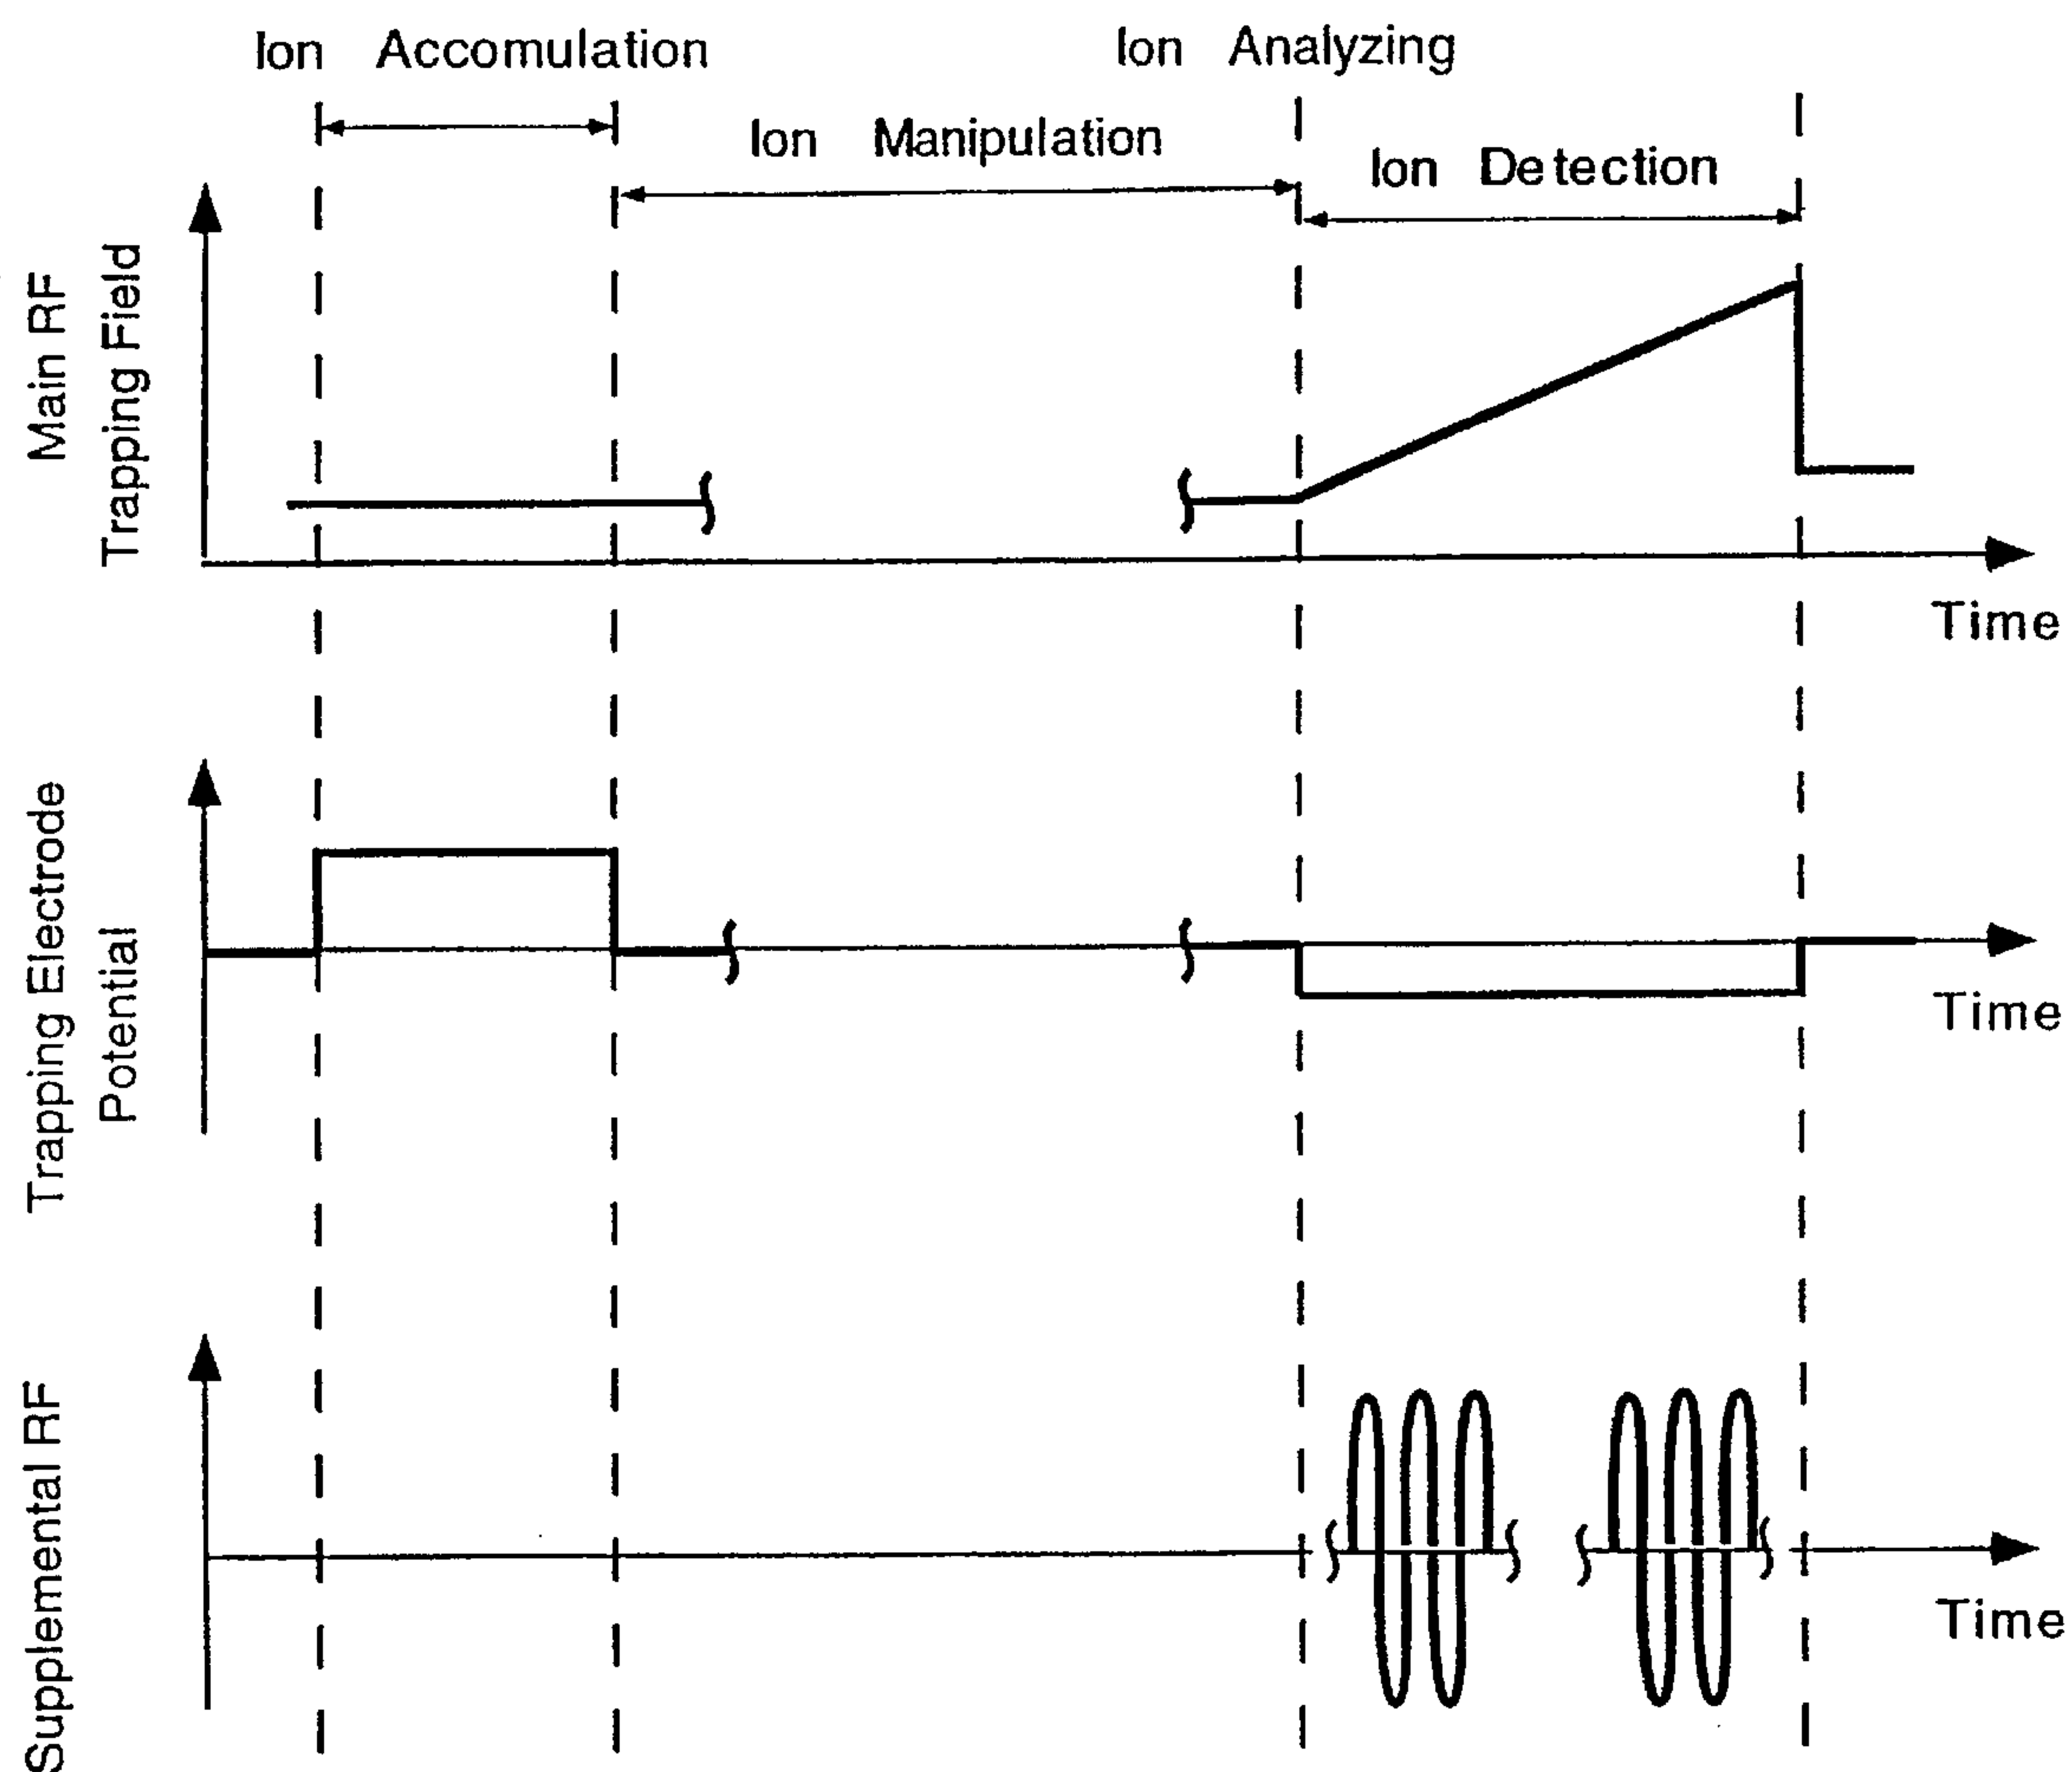 Ion Accomulation
Ion Analyzing
Ion Manipulation
Ion Detection
Main RF
Trapping Field
Time
Trapping Electrode
Potential
Time
Supplemental RF
Time